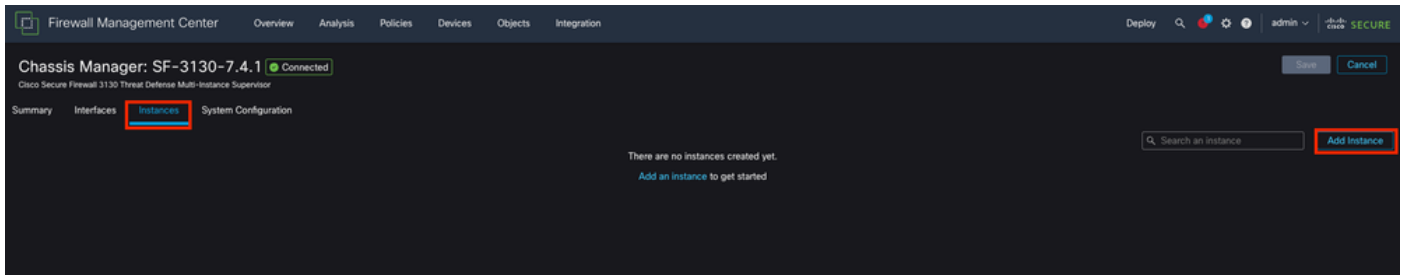 Firewall Management Center Overview Analysis Policies Devices Objects Integration Deploy admin cisco SECURE
Chassis Manager: SF-3130-7.4.1 Connected Save Cancel
Cisco Secure Firewall 3130 Threat Defense Multi-Instance Supervisor
Summary Interfaces Instances System Configuration
Search an instance Add Instance
There are no instances created yet.
Add an instance to get started